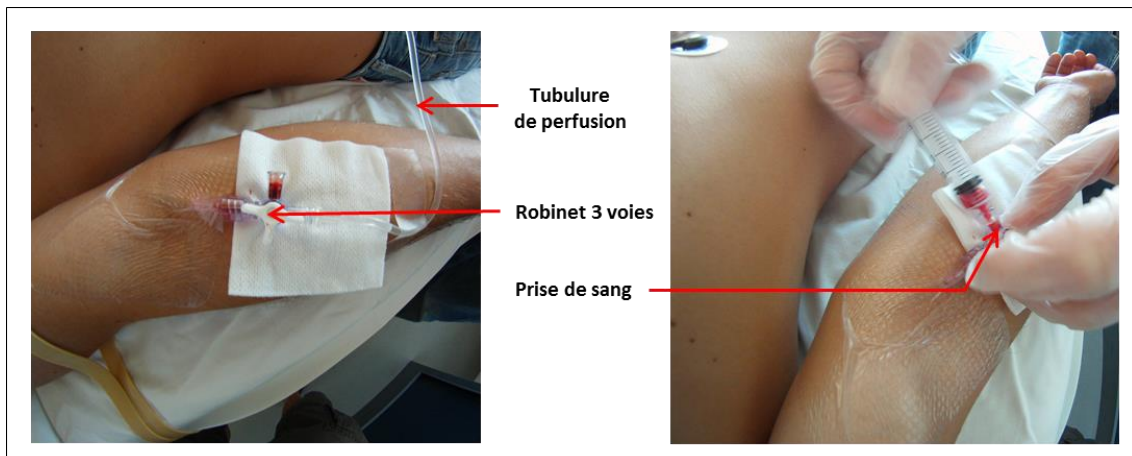 Tubulure
de perfusion
Robinet 3 voies
Prise de sang